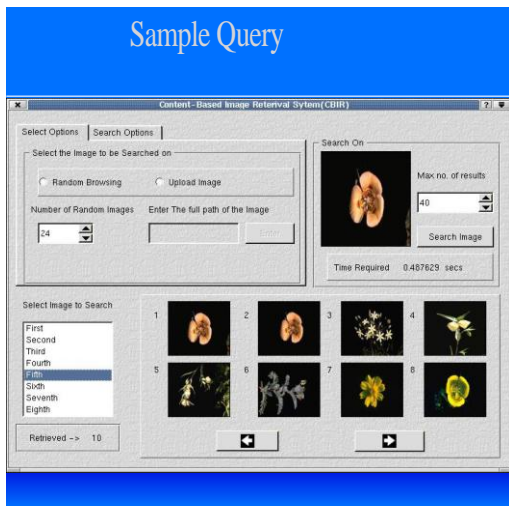 Sample Query
Content-Based Image Reterival Sytem(CBIR)
Select Options
Search Options
Select the Image to be Searched on
Random Browsing
Upload Image
Number of Random Images
Enter The full path of the Image
24
Enter
Search On
Max no. of results
40
Search Image
Time Required 0.487629 secs
Select Image to Search
First
Second
Third
Fourth
Fifth
Sixth
Seventh
Eighth
Retrieved -> 10
1 2 3 4
5 6 7 8